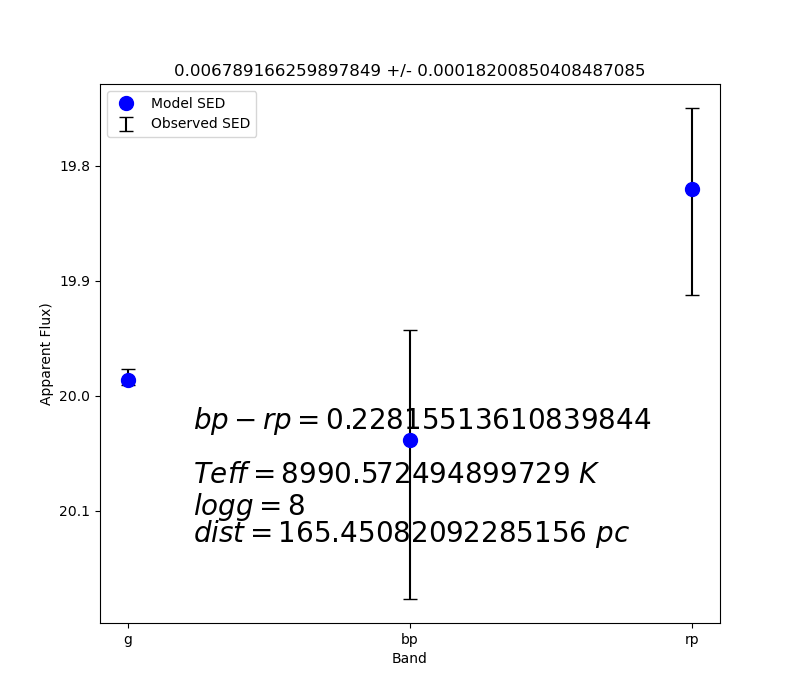 0.006789166259897849 +/- 0.00018200850408487085
Model SED
Observed SED
19.8
19.9
20.0
20.1
Apparent Flux)
bp − rp = 0.22815513610839844
Teff = 8990.572494899729 K
logg = 8
dist = 165.45082092285156 pc
g
bp
rp
Band